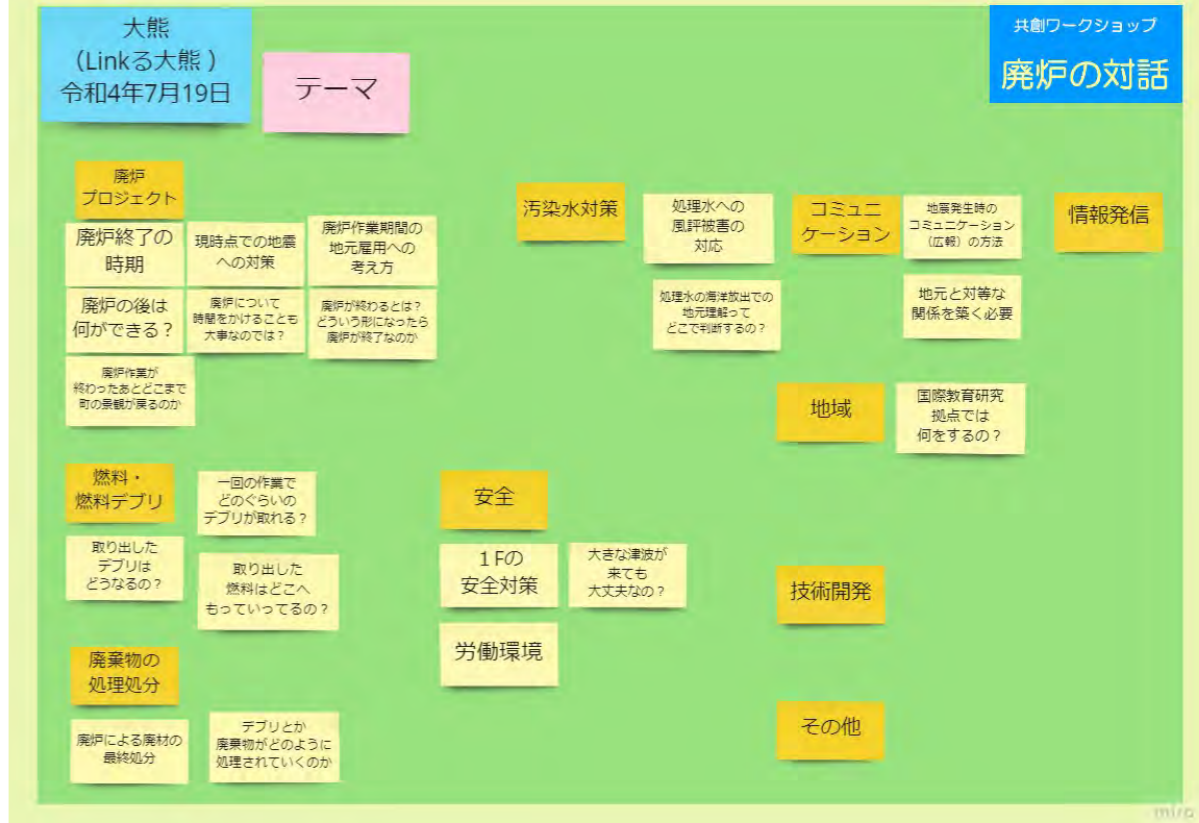 大熊
（Linkる大熊 ）
令和4年7月19日
テーマ
共創ワークショップ
廃炉の対話
廃炉
プロジェクト
廃炉終了の
時期
現時点での地震
への対策
廃炉作業期間の
地元雇用への
考え方
廃炉の後は
何ができる？
廃炉について
時間をかけることも
大事なのでは？
廃炉が終わるとは？
どういう形になったら
廃炉が終了なのか
廃炉作業が
終わったあとどこまで
町の景観が戻るのか
汚染水対策
処理水への
風評被害の
対応
処理水の海洋放出での
地元理解って
どこで判断するの？
コミュニ
ケーション
地震発生時の
コミュニケーション
（広報）の方法
地元と対等な
関係を築く必要
情報発信
地域
国際教育研究
拠点では
何をするの？
燃料・
燃料デブリ
一回の作業で
どのぐらいの
デブリが取れる？
取り出した
デブリは
どうなるの？
取り出した
燃料はどこへ
もっていってるの？
安全
１Fの
安全対策
大きな津波が
来ても
大丈夫なの？
労働環境
技術開発
廃棄物の
処理処分
廃炉による廃材の
最終処分
デブリとか
廃棄物がどのように
処理されていくのか
その他
miro